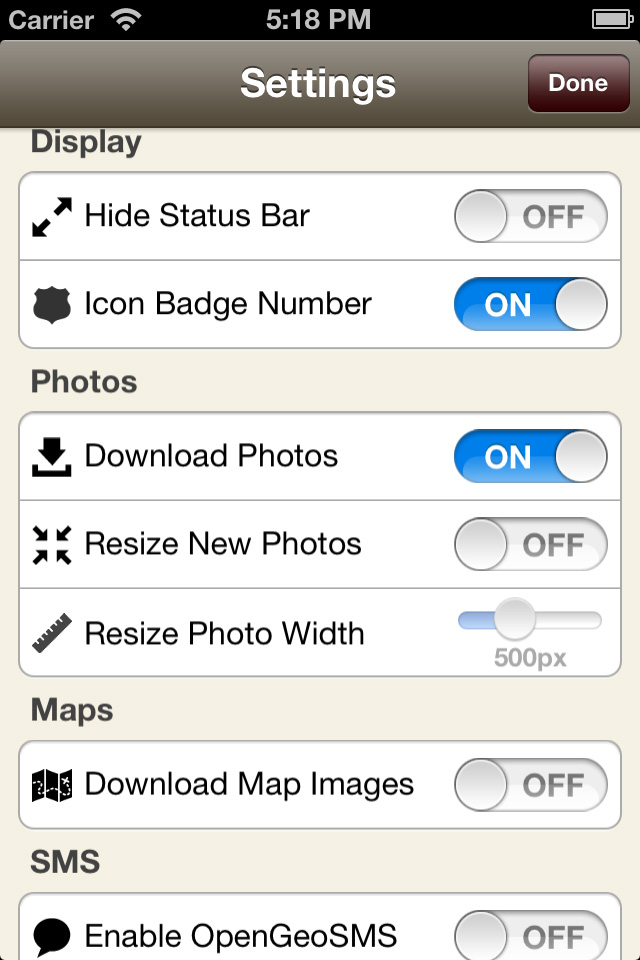 Carrier 5:18 PM
Settings Done
Display
Hide Status Bar OFF
Icon Badge Number ON
Photos
Download Photos ON
Resize New Photos OFF
Resize Photo Width
500px
Maps
Download Map Images OFF
SMS
Enable OpenGeoSMS OFF